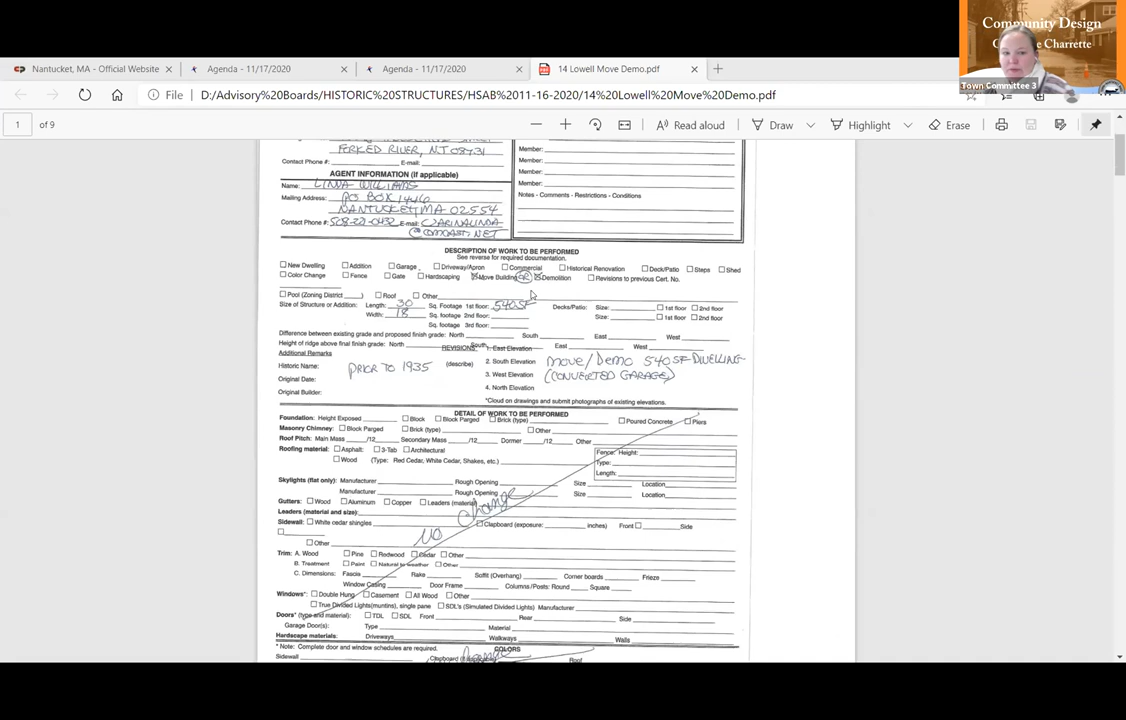 Community Design
Charrette
Town Committee 3
Nantucket, MA - Official Website
Agenda - 11/17/2020
Agenda - 11/17/2020
14 Lowell Move Demo.pdf
File D:/Advisory%20Boards/HISTORIC%20STRUCTURES/HSAB%2011-16-2020/14%20Lowell%20Move%20Demo.pdf
1 of 9
Read aloud Draw Highlight Erase
FORKED RIVER, NJ 08731
Contact Phone #: E-mail:
Member:
Member:
Member:
Member:
AGENT INFORMATION (if applicable)
Notes - Comments - Restrictions - Conditions
Name: LINDA WILLIAMS
Mailing Address: PO BOX 1446
NANTUCKET, MA 02554
Contact Phone #: 508-221-0432 E-mail: CARINALINDA
@COMCAST.NET
DESCRIPTION OF WORK TO BE PERFORMED
See reverse for required documentation.
New Dwelling Addition Garage Driveway/Apron Commercial Historical Renovation Deck/Patio Steps Shed
Color Change Fence Gate Hardscaping Move Building OR Demolition Revisions to previous Cert. No.
Pool (Zoning District ) Roof Other
Size of Structure or Addition: Length: 30 Sq. Footage 1st floor: 540 SF Decks/Patio: Size: 1st floor 2nd floor
Width: 18 Sq. footage 2nd floor: Size: 1st floor 2nd floor
Sq. footage 3rd floor:
Difference between existing grade and proposed finish grade: North South East West
Height of ridge above final finish grade: North South East West
Additional Remarks REVISIONS: 1. East Elevation
Historic Name: PRIOR TO 1935 (describe) 2. South Elevation MOVE/DEMO 540 SF DWELLING
Original Date: 3. West Elevation (CONVERTED GARAGE)
Original Builder: 4. North Elevation
*Cloud on drawings and submit photographs of existing elevations.
DETAIL OF WORK TO BE PERFORMED
Foundation: Height Exposed Block Block Parged Brick (type) Poured Concrete Piers
Masonry Chimney: Block Parged Brick (type) Other
Roof Pitch: Main Mass /12 Secondary Mass /12 Dormer /12 Other
Roofing material: Asphalt: 3-Tab Architectural
Wood (Type: Red Cedar, White Cedar, Shakes, etc.)
Fence: Height:
Type:
Length:
Skylights (flat only): Manufacturer Rough Opening Size Location
Manufacturer Rough Opening Size Location
Gutters: Wood Aluminum Copper Leaders (material)
Leaders (material and size):
NO Change
Sidewall: White cedar shingles Clapboard (exposure: inches) Front Side
Other
Trim: A. Wood Pine Redwood Cedar Other
B. Treatment Paint Natural to weather Other
C. Dimensions: Fascia Rake Soffit (Overhang) Corner boards Frieze
Window Casing Door Frame Columns/Posts: Round Square
Windows*: Double Hung Casement All Wood Other
True Divided Lights(muntins), single pane SDL's (Simulated Divided Lights) Manufacturer
Doors* (type and material): TDL SDL Front Rear Side
Garage Door(s): Type Material
Hardscape materials: Driveways Walkways Walls
* Note: Complete door and window schedules are required.
COLORS
Sidewall Clapboard Roof